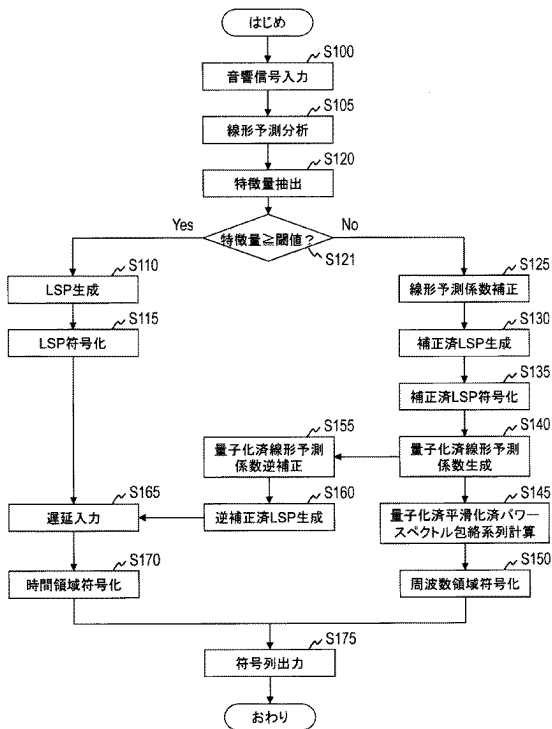 はじめ
S100
音響信号入力
S105
線形予測分析
S120
特徴量抽出
Yes
特徴量≧閾値?
No
S121
S110
LSP生成
S115
LSP符号化
S125
線形予測係数補正
S130
補正済LSP生成
S135
補正済LSP符号化
S140
量子化済線形予測
係数生成
S155
量子化済線形予測
係数逆補正
S160
逆補正済LSP生成
S165
遅延入力
S145
量子化済平滑化済パワー
スペクトル包絡系列計算
S170
時間領域符号化
S150
周波数領域符号化
S175
符号列出力
おわり